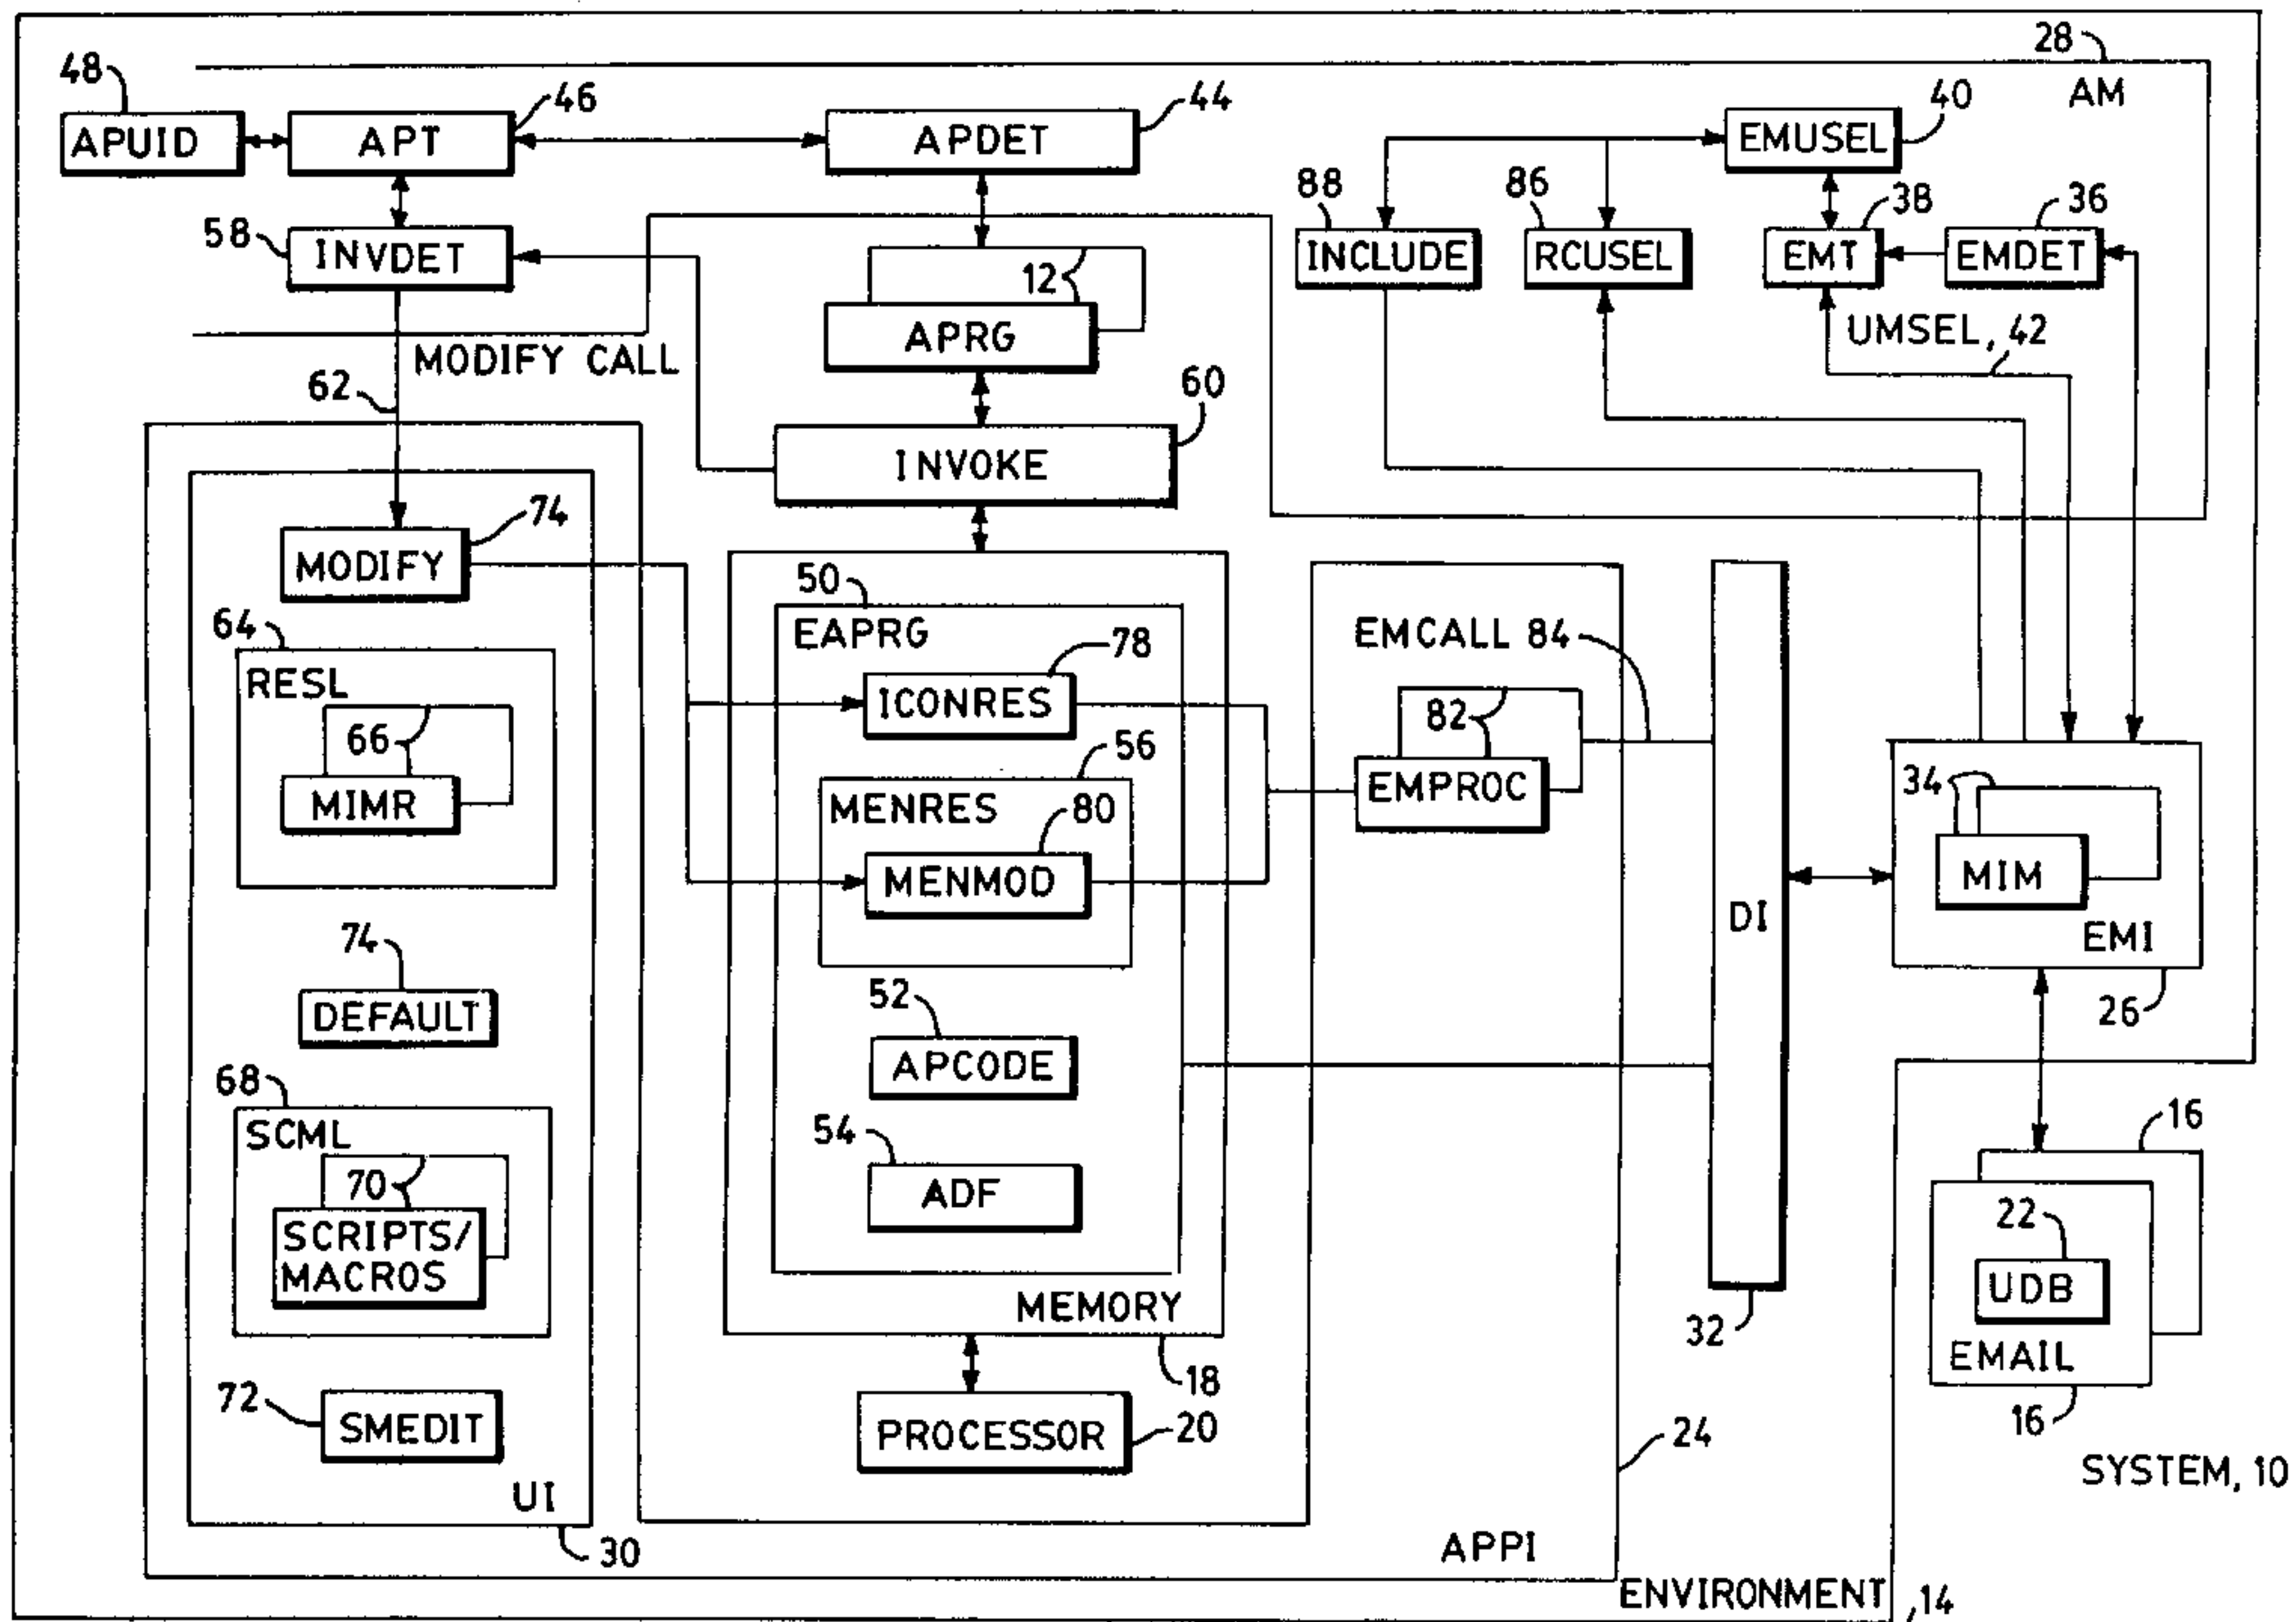 28
AM
48
APUID
46
APT
44
APDET
40
EMUSEL
88
INCLUDE
86
RCUSEL
38
EMT
36
EMDET
58
INVDET
12
APRG
UMSEL, 42
MODIFY CALL
62
60
INVOKE
74
MODIFY
64
RESL
66
MIMR
74
DEFAULT
68
SCML
70
SCRIPTS/
MACROS
72
SMEDIT
UI
30
50
EAPRG
78
ICONRES
56
MENRES
80
MENMOD
52
APCODE
54
ADF
MEMORY
18
PROCESSOR
20
EMCALL 84
82
EMPROC
24
APPI
DI
32
34
MIM
EMI
26
16
22
UDB
EMAIL
16
SYSTEM, 10
ENVIRONMENT, 14